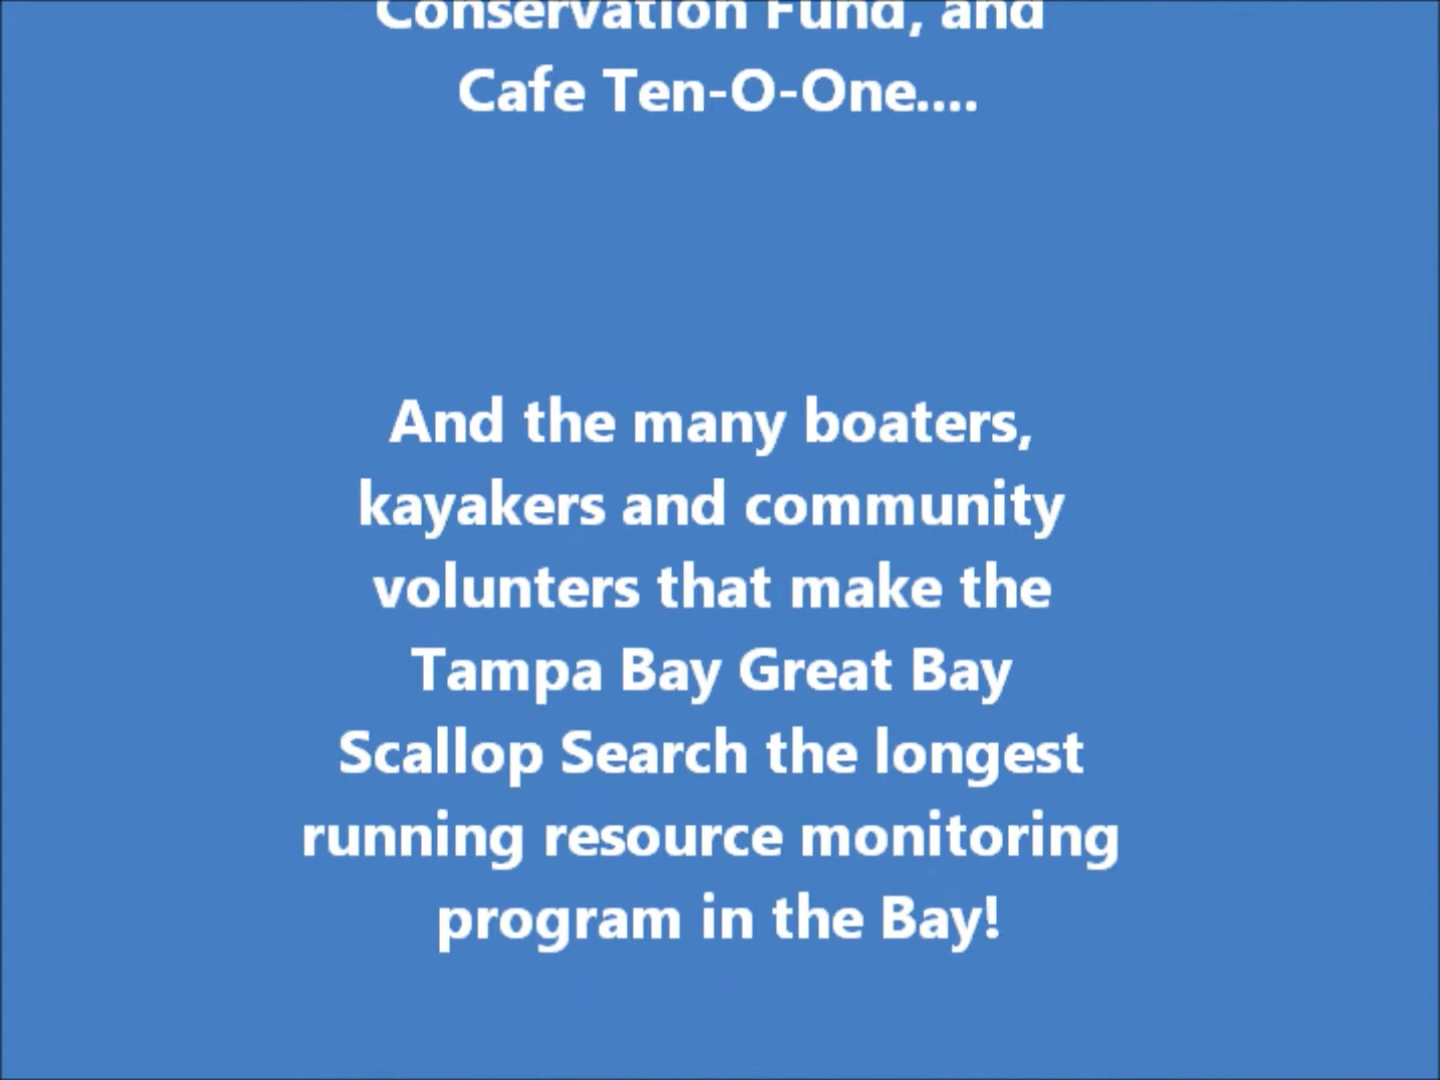 Conservation Fund, and
Cafe Ten-O-One....
And the many boaters,
kayakers and community
volunters that make the
Tampa Bay Great Bay
Scallop Search the longest
running resource monitoring
program in the Bay!